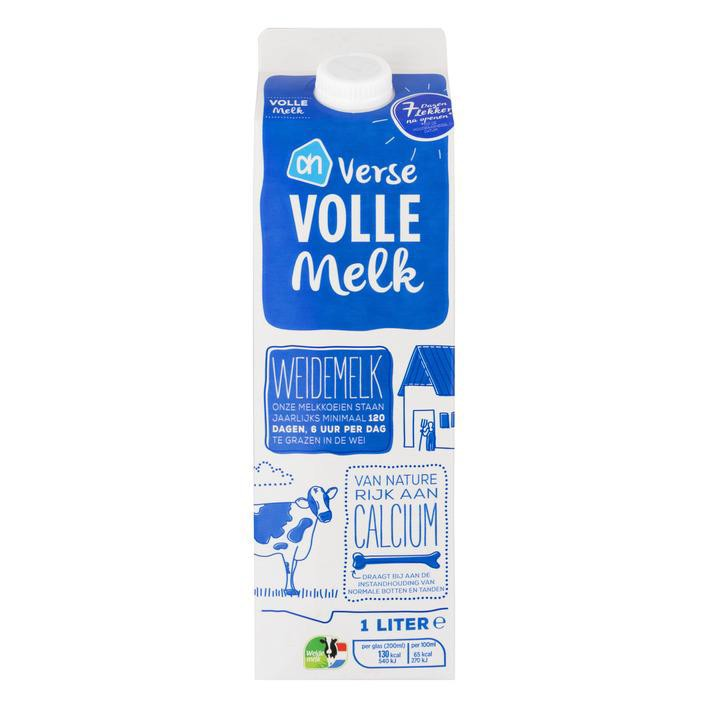 VOLLE
Melk
7 Dagen
lekker
na openen
ah Verse
VOLLE
Melk
WEIDEMELK
ONZE MELKKOEIEN STAAN
JAARLIJKS MINIMAAL 120
DAGEN, 6 UUR PER DAG
TE GRAZEN IN DE WEI
VAN NATURE
RIJK AAN
CALCIUM
DRAAGT BIJ AAN DE
INSTANDHOUDING VAN
NORMALE BOTTEN EN TANDEN
1 LITER e
Weide
melk
per glas (200ml) per 100ml
130 kcal 65 kcal
540 kJ 270 kJ